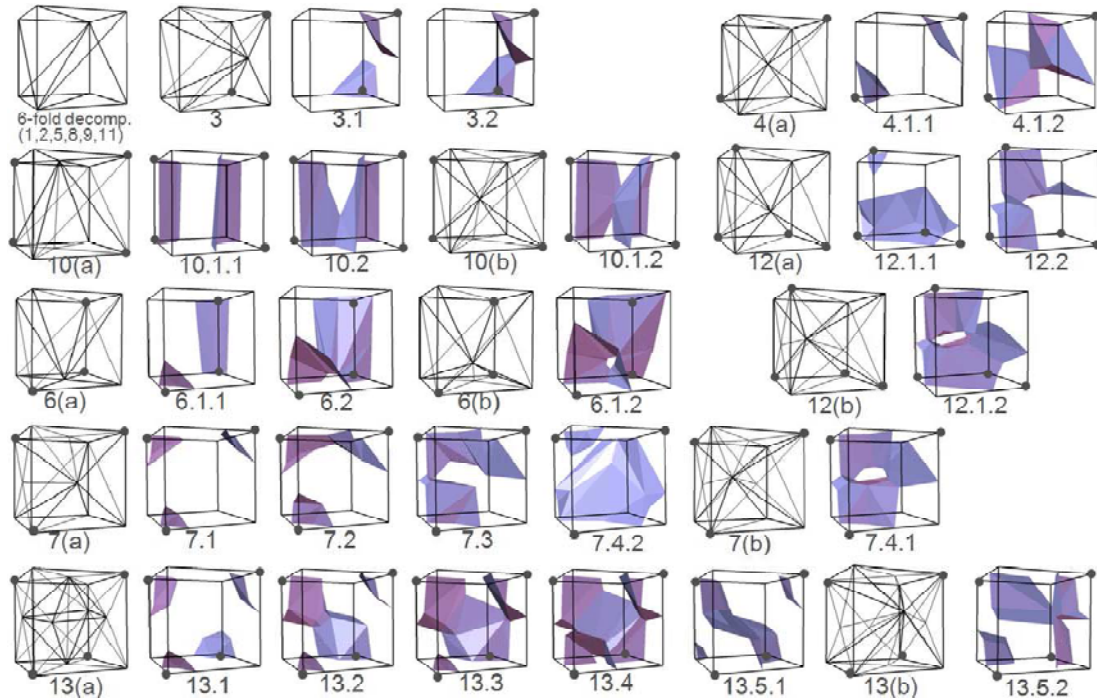 6-fold decomp.
(1,2,5,8,9,11)
3
3.1
3.2
4(a)
4.1.1
4.1.2
10(a)
10.1.1
10.2
10(b)
10.1.2
12(a)
12.1.1
12.2
6(a)
6.1.1
6.2
6(b)
6.1.2
12(b)
12.1.2
7(a)
7.1
7.2
7.3
7.4.2
7(b)
7.4.1
13(a)
13.1
13.2
13.3
13.4
13.5.1
13(b)
13.5.2